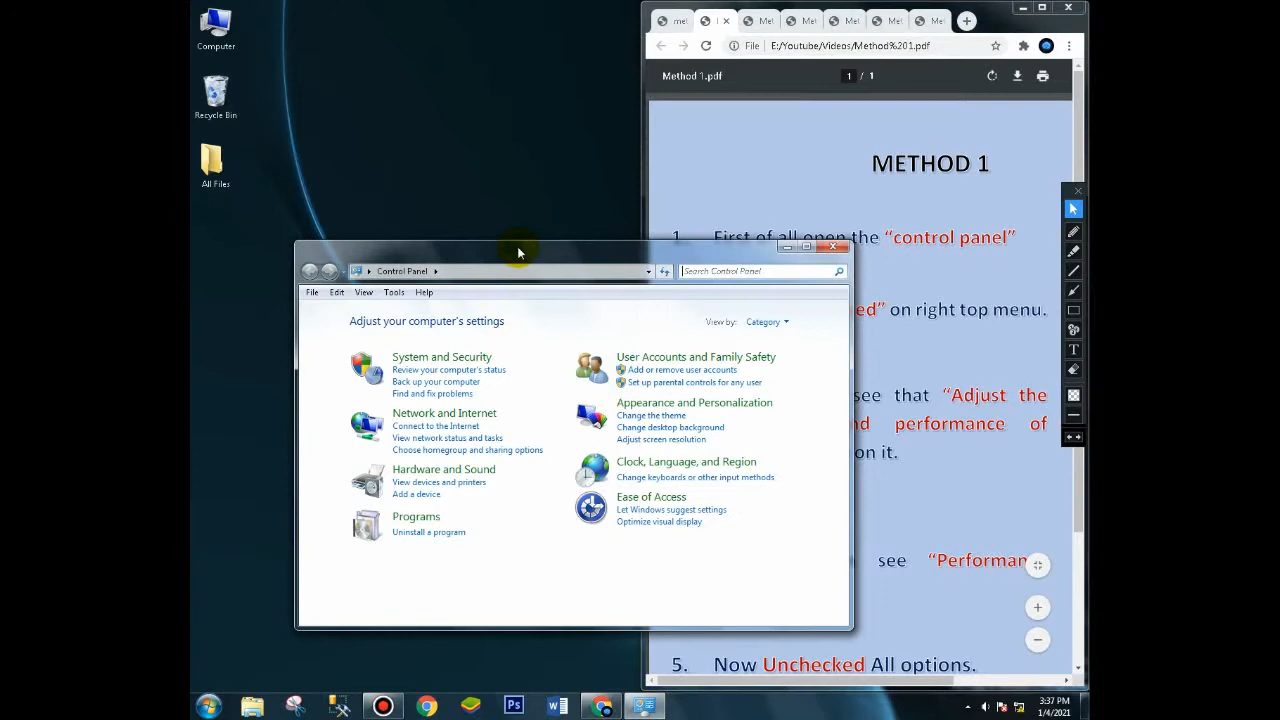 Computer
Recycle Bin
All Files
File E:/Youtube/Videos/Method%201.pdf
Method 1.pdf
1 / 1
METHOD 1
1. First of all open the "control panel"
ed" on right top menu.
see that "Adjust the
nd performance of
on it.
see "Performan
5. Now Unchecked All options.
Control Panel
Search Control Panel
File Edit View Tools Help
Adjust your computer's settings
View by: Category
System and Security
Review your computer's status
Back up your computer
Find and fix problems
Network and Internet
Connect to the Internet
View network status and tasks
Choose homegroup and sharing options
Hardware and Sound
View devices and printers
Add a device
Programs
Uninstall a program
User Accounts and Family Safety
Add or remove user accounts
Set up parental controls for any user
Appearance and Personalization
Change the theme
Change desktop background
Adjust screen resolution
Clock, Language, and Region
Change keyboards or other input methods
Ease of Access
Let Windows suggest settings
Optimize visual display
Ps
W
T
3:37 PM
1/4/2021